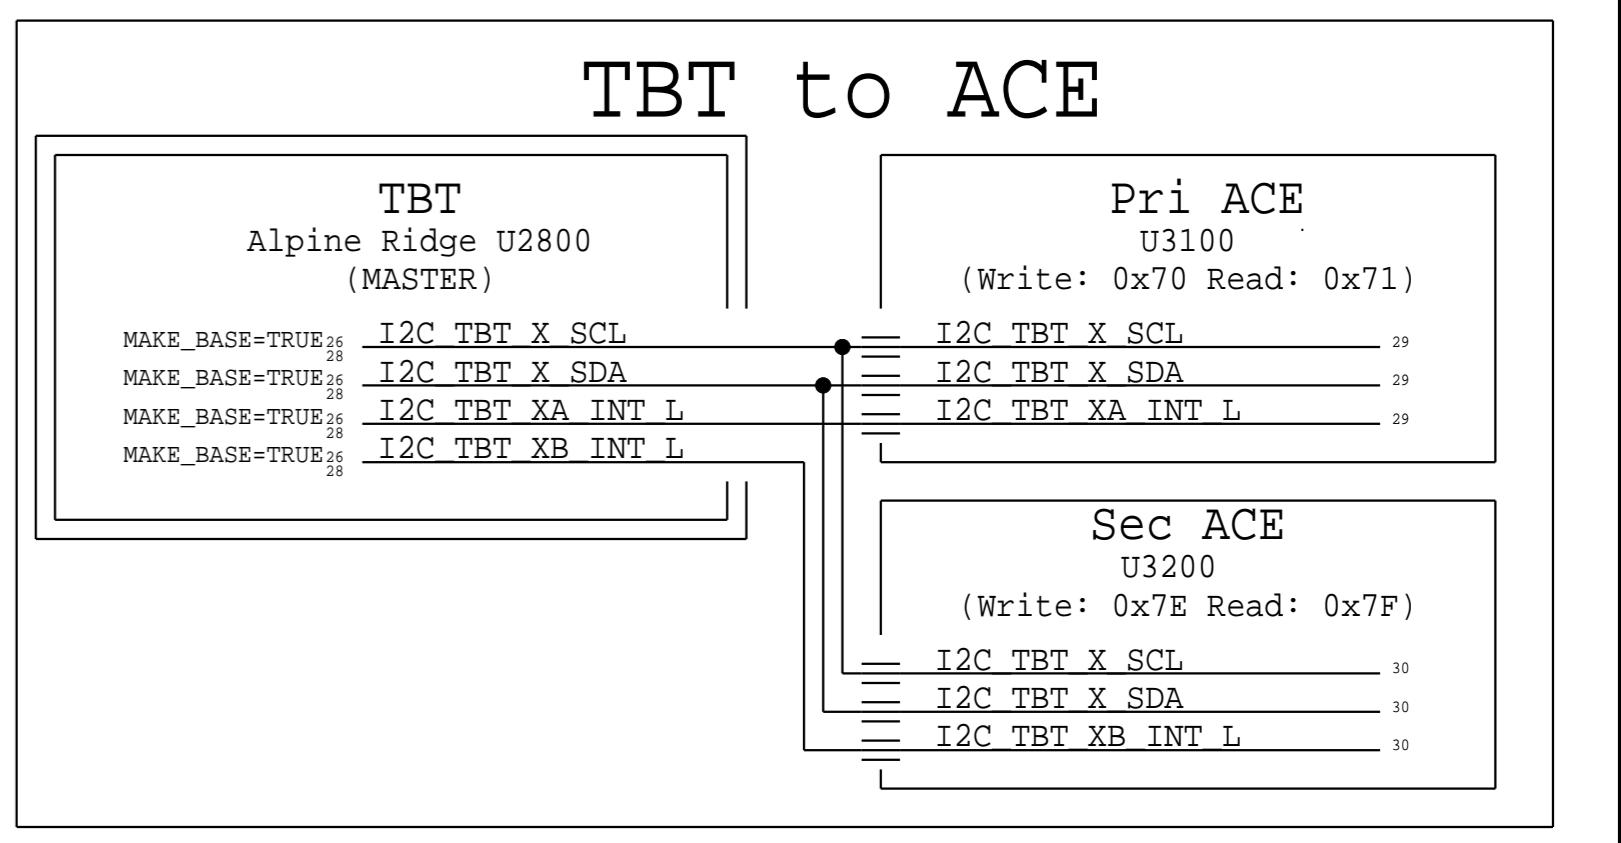 TBT to ACE
TBT
Alpine Ridge U2800
(MASTER)
MAKE_BASE=TRUE 26 28 I2C_TBT_X_SCL
MAKE_BASE=TRUE 26 28 I2C_TBT_X_SDA
MAKE_BASE=TRUE 26 28 I2C_TBT_XA_INT_L
MAKE_BASE=TRUE 26 28 I2C_TBT_XB_INT_L
Pri ACE
U3100
(Write: 0x70 Read: 0x71)
I2C_TBT_X_SCL 29
I2C_TBT_X_SDA 29
I2C_TBT_XA_INT_L 29
Sec ACE
U3200
(Write: 0x7E Read: 0x7F)
I2C_TBT_X_SCL 30
I2C_TBT_X_SDA 30
I2C_TBT_XB_INT_L 30